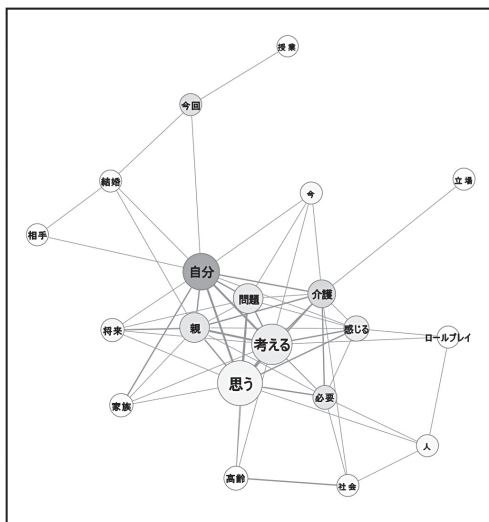 授業
今回
結婚
今
立場
相手
自分
問題
介護
将来
親
考える
感じる
ロールプレイ
思う
家族
必要
人
高齢
社会